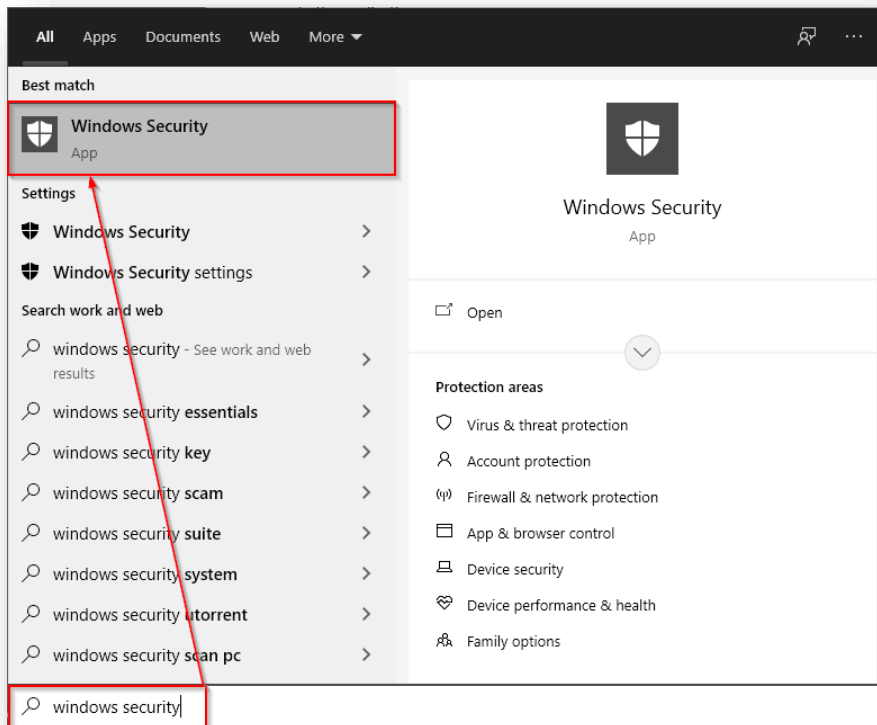 All Apps Documents Web More
Best match
Windows Security
App
Settings
Windows Security
Windows Security settings
Search work and web
windows security - See work and web
results
windows security essentials
windows security key
windows security scam
windows security suite
windows security system
windows security utorrent
windows security scan pc
windows security
Windows Security
App
Open
Protection areas
Virus & threat protection
Account protection
Firewall & network protection
App & browser control
Device security
Device performance & health
Family options